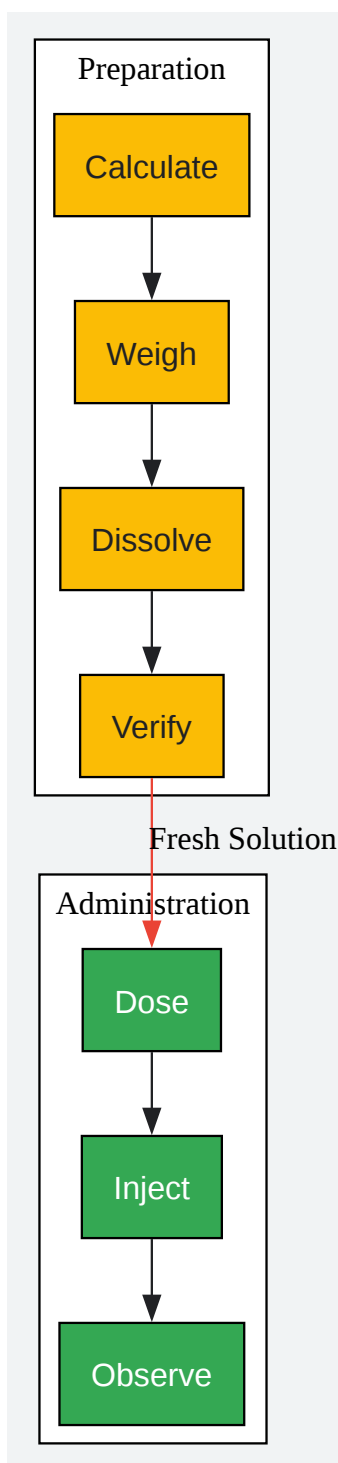 Preparation
Calculate
Weigh
Dissolve
Verify
Fresh Solution
Administration
Dose
Inject
Observe